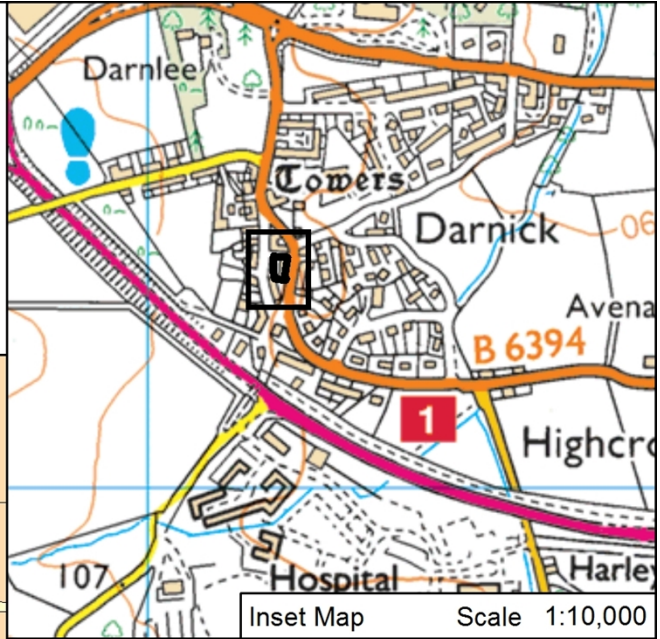 Darnlee
Towers
Darnick
06
Avena
B 6394
1
Highcro
107
Hospital
Harley
Inset Map Scale 1:10,000